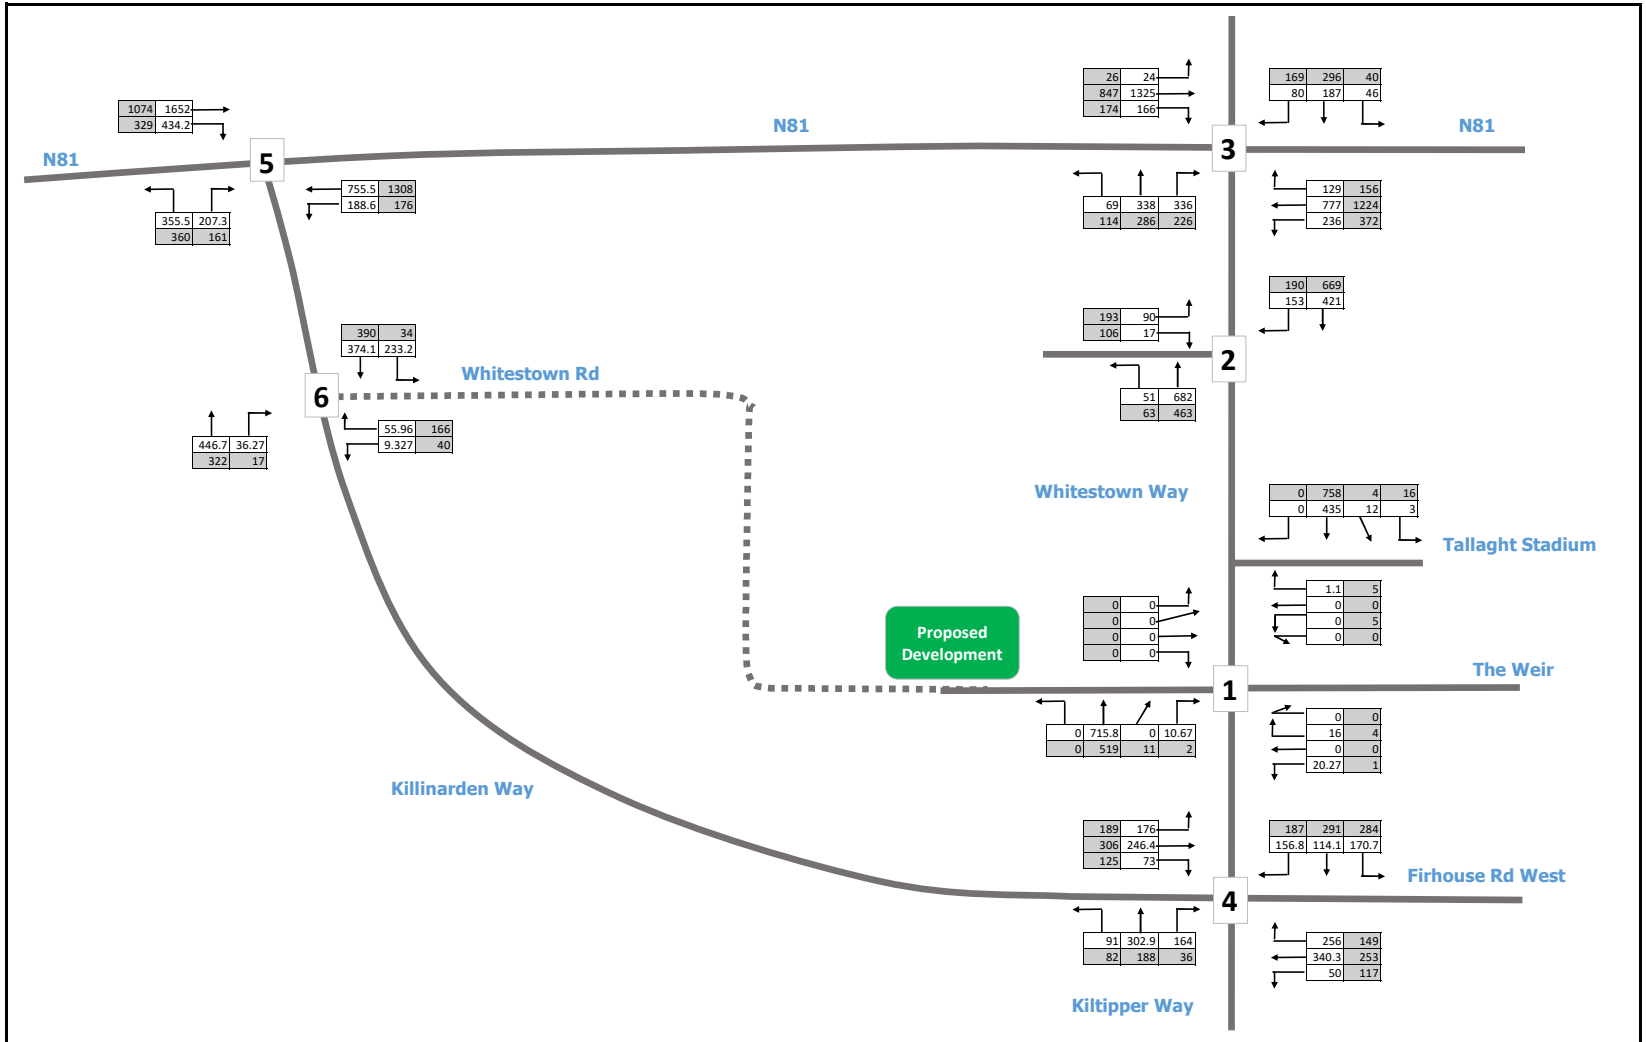 26 24
847 1325
174 166
169 296 40
80 187 46
1074 1652
329 434.2
N81
N81
N81
5
3
755.5 1308
188.6 176
355.5 207.3
360 161
69 338 336
114 286 226
129 156
777 1224
236 372
190 669
153 421
193 90
106 17
2
390 34
374.1 233.2
Whitestown Rd
6
51 682
63 463
55.96 166
9.327 40
446.7 36.27
322 17
Whitestown Way
0 758 4 16
0 435 12 3
Tallaght Stadium
1.1 5
0 0
0 5
0 0
0 0
0 0
0 0
0 0
Proposed
Development
The Weir
1
0 715.8 0 10.67
0 519 11 2
0 0
16 4
0 0
20.27 1
Killinarden Way
189 176
306 246.4
125 73
187 291 284
156.8 114.1 170.7
Firhouse Rd West
4
91 302.9 164
82 188 36
256 149
340.3 253
50 117
Kiltipper Way